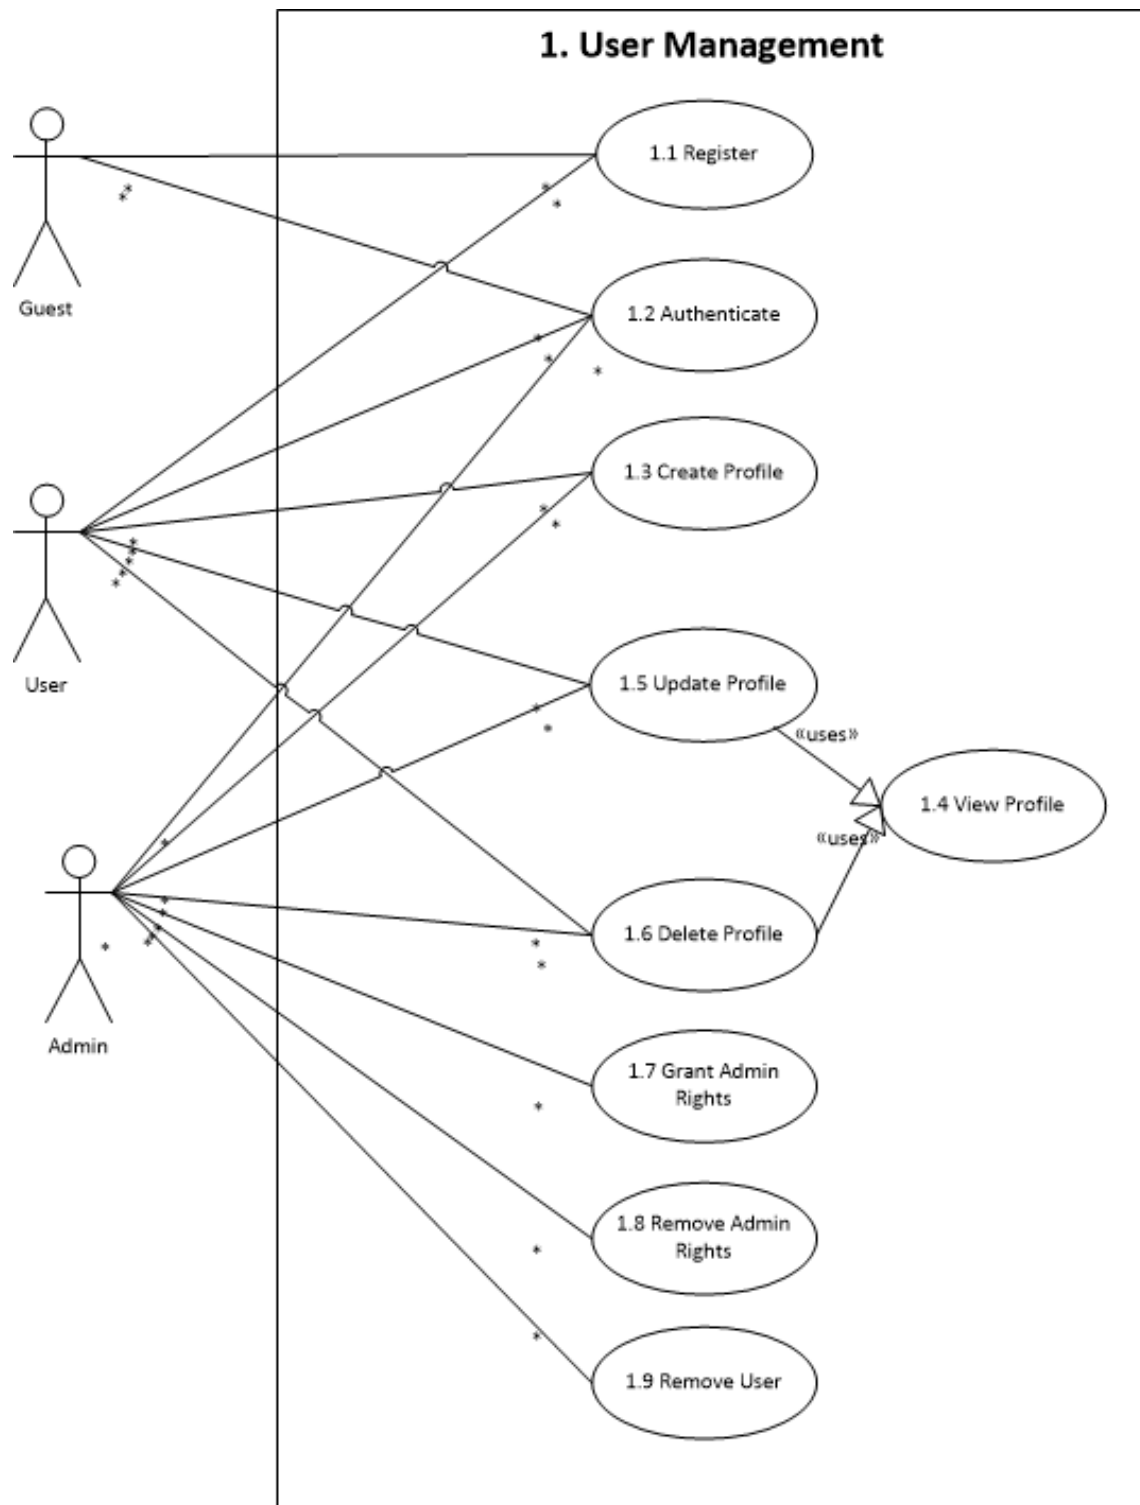 1. User Management
1.1 Register
Guest
1.2 Authenticate
1.3 Create Profile
User
1.5 Update Profile
«uses»
1.4 View Profile
«uses»
1.6 Delete Profile
Admin
1.7 Grant Admin
Rights
1.8 Remove Admin
Rights
1.9 Remove User